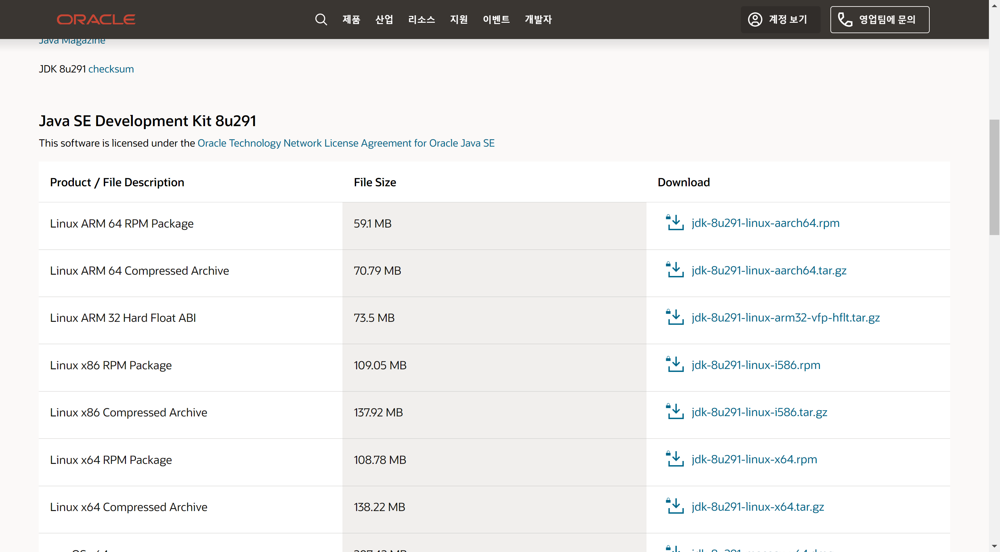 ORACLE
제품 산업 리소스 지원 이벤트 개발자
계정 보기
영업팀에 문의
Java Magazine
JDK 8u291 checksum
Java SE Development Kit 8u291
This software is licensed under the Oracle Technology Network License Agreement for Oracle Java SE
Product / File Description File Size Download
Linux ARM 64 RPM Package 59.1 MB jdk-8u291-linux-aarch64.rpm
Linux ARM 64 Compressed Archive 70.79 MB jdk-8u291-linux-aarch64.tar.gz
Linux ARM 32 Hard Float ABI 73.5 MB jdk-8u291-linux-arm32-vfp-hflt.tar.gz
Linux x86 RPM Package 109.05 MB jdk-8u291-linux-i586.rpm
Linux x86 Compressed Archive 137.92 MB jdk-8u291-linux-i586.tar.gz
Linux x64 RPM Package 108.78 MB jdk-8u291-linux-x64.rpm
Linux x64 Compressed Archive 138.22 MB jdk-8u291-linux-x64.tar.gz